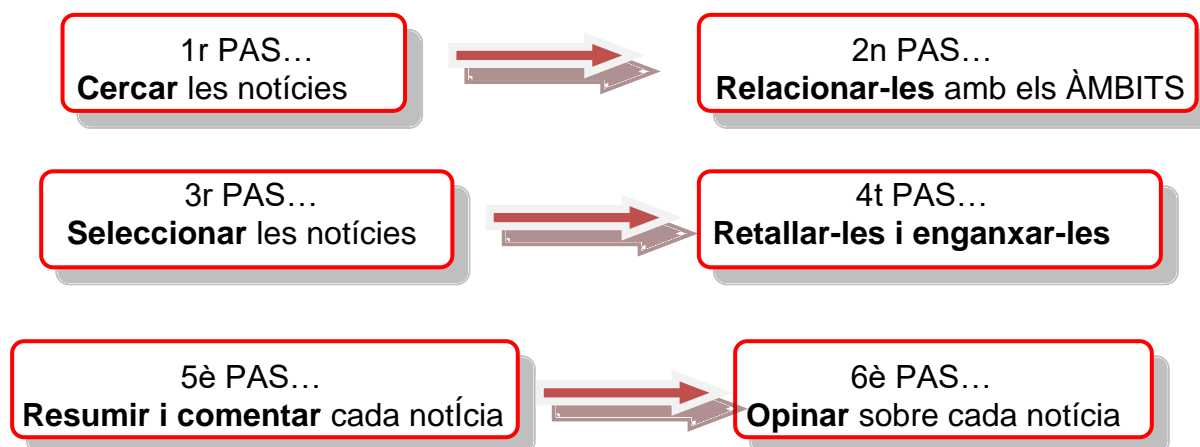 1r PAS…
Cercar les notícies
2n PAS…
Relacionar-les amb els ÀMBITS
3r PAS…
Seleccionar les notícies
4t PAS…
Retallar-les i enganxar-les
5è PAS…
Resumir i comentar cada notÍcia
6è PAS…
Opinar sobre cada notícia